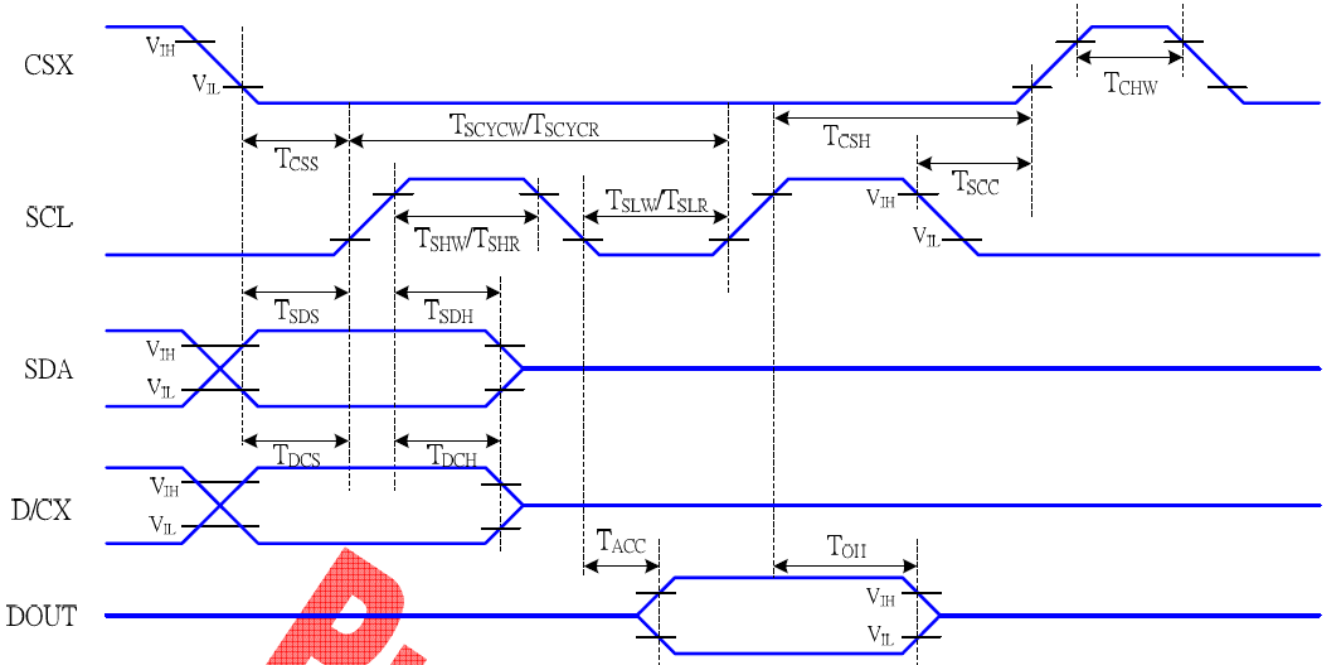 CSX
VIH
VIL
TCHW
TSCYCW/TSCYCR
TCSH
TCSS
TSCC
SCL
TSHW/TSHR
TSLW/TSLR
VIH
VIL
TSDS
TSDH
SDA
VIH
VIL
TDCS
TDCH
D/CX
VIH
VIL
TACC
TOH
DOUT
VIH
VIL